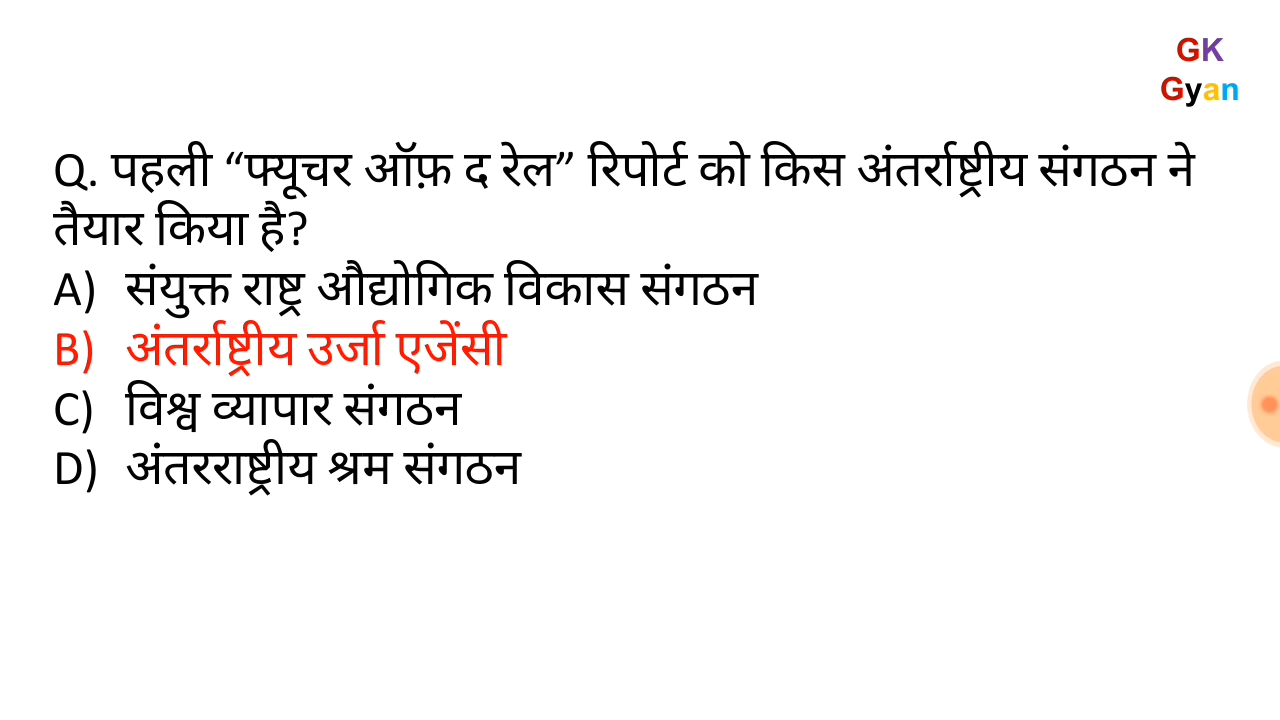 GK
Gyan
Q. पहली “फ्यूचर ऑफ़ द रेल” रिपोर्ट को किस अंतर्राष्ट्रीय संगठन ने
तैयार किया है?
A) संयुक्त राष्ट्र औद्योगिक विकास संगठन
B) अंतर्राष्ट्रीय उर्जा एजेंसी
C) विश्व व्यापार संगठन
D) अंतरराष्ट्रीय श्रम संगठन